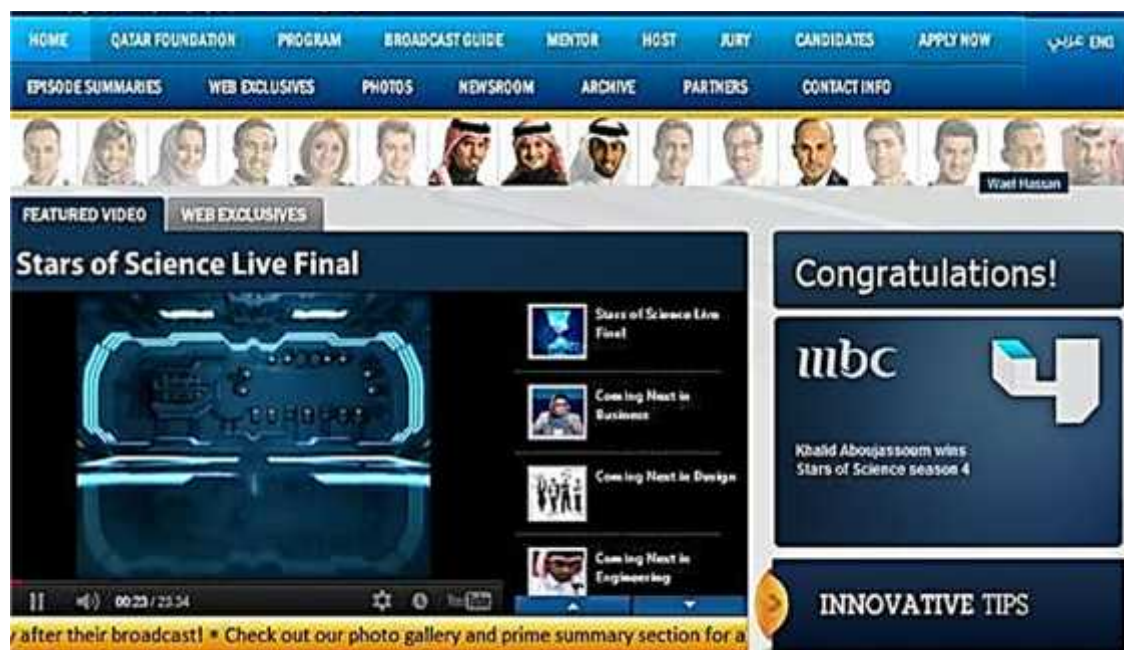 HOME QATAR FOUNDATION PROGRAM BROADCAST GUIDE MENTOR HOST JURY CANDIDATES APPLY NOW عربي ENG
EPISODE SUMMARIES WEB EXCLUSIVES PHOTOS NEWSROOM ARCHIVE PARTNERS CONTACT INFO
Wael Hassan
FEATURED VIDEO WEB EXCLUSIVES
Stars of Science Live Final
Stars of Science Live
Final
Coming Next in
Business
Coming Next in Design
Coming Next in
Engineering
00:23 / 23:34
YouTube
after their broadcast! * Check out our photo gallery and prime summary section for a
Congratulations!
mbc 4
Khalid Aboujassoum wins
Stars of Science season 4
INNOVATIVE TIPS